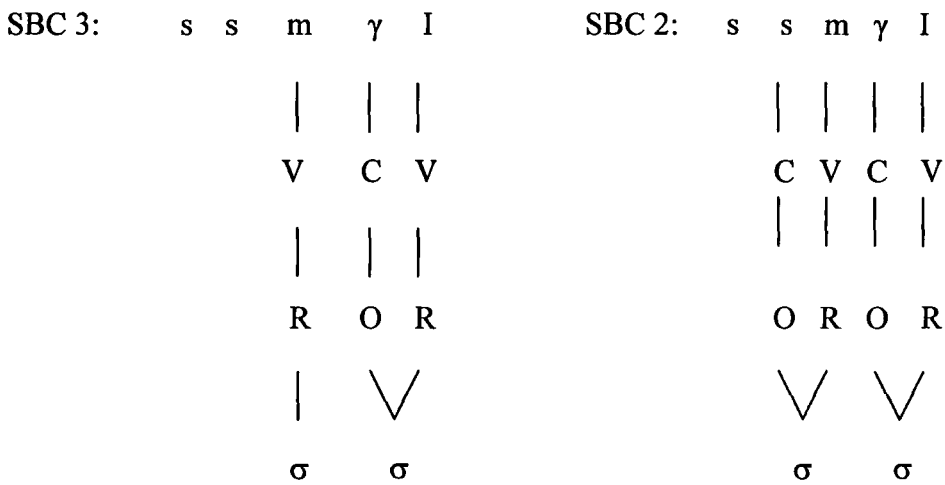 SBC 3: s s m γ I SBC 2: s s m γ I
V C V C V C V
R O R O R O R
σ σ σ σ